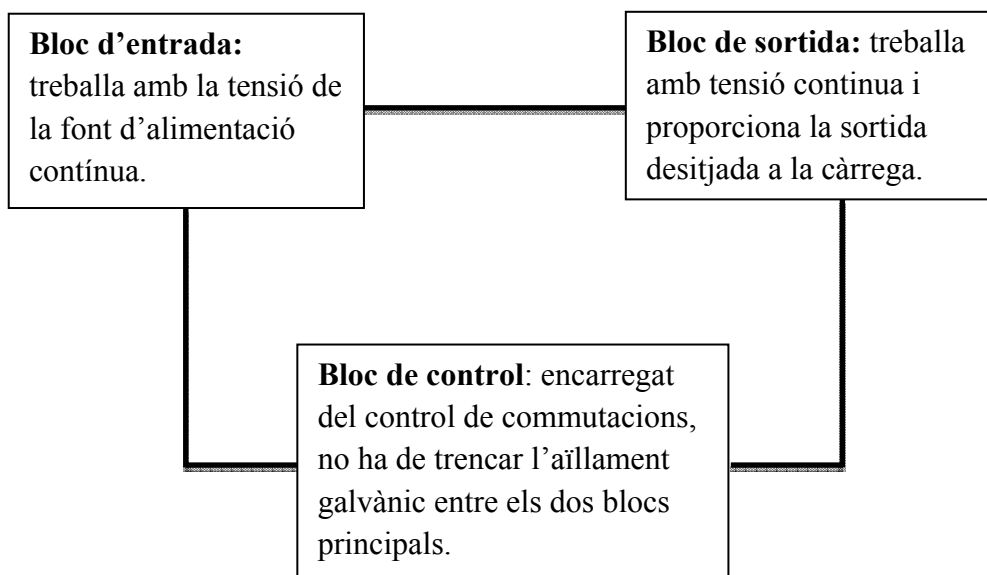 Bloc d’entrada:
treballa amb la tensió de
la font d’alimentació
contínua.
Bloc de sortida: treballa
amb tensió continua i
proporciona la sortida
desitjada a la càrrega.
Bloc de control: encarregat
del control de commutacions,
no ha de trencar l’aïllament
galvànic entre els dos blocs
principals.